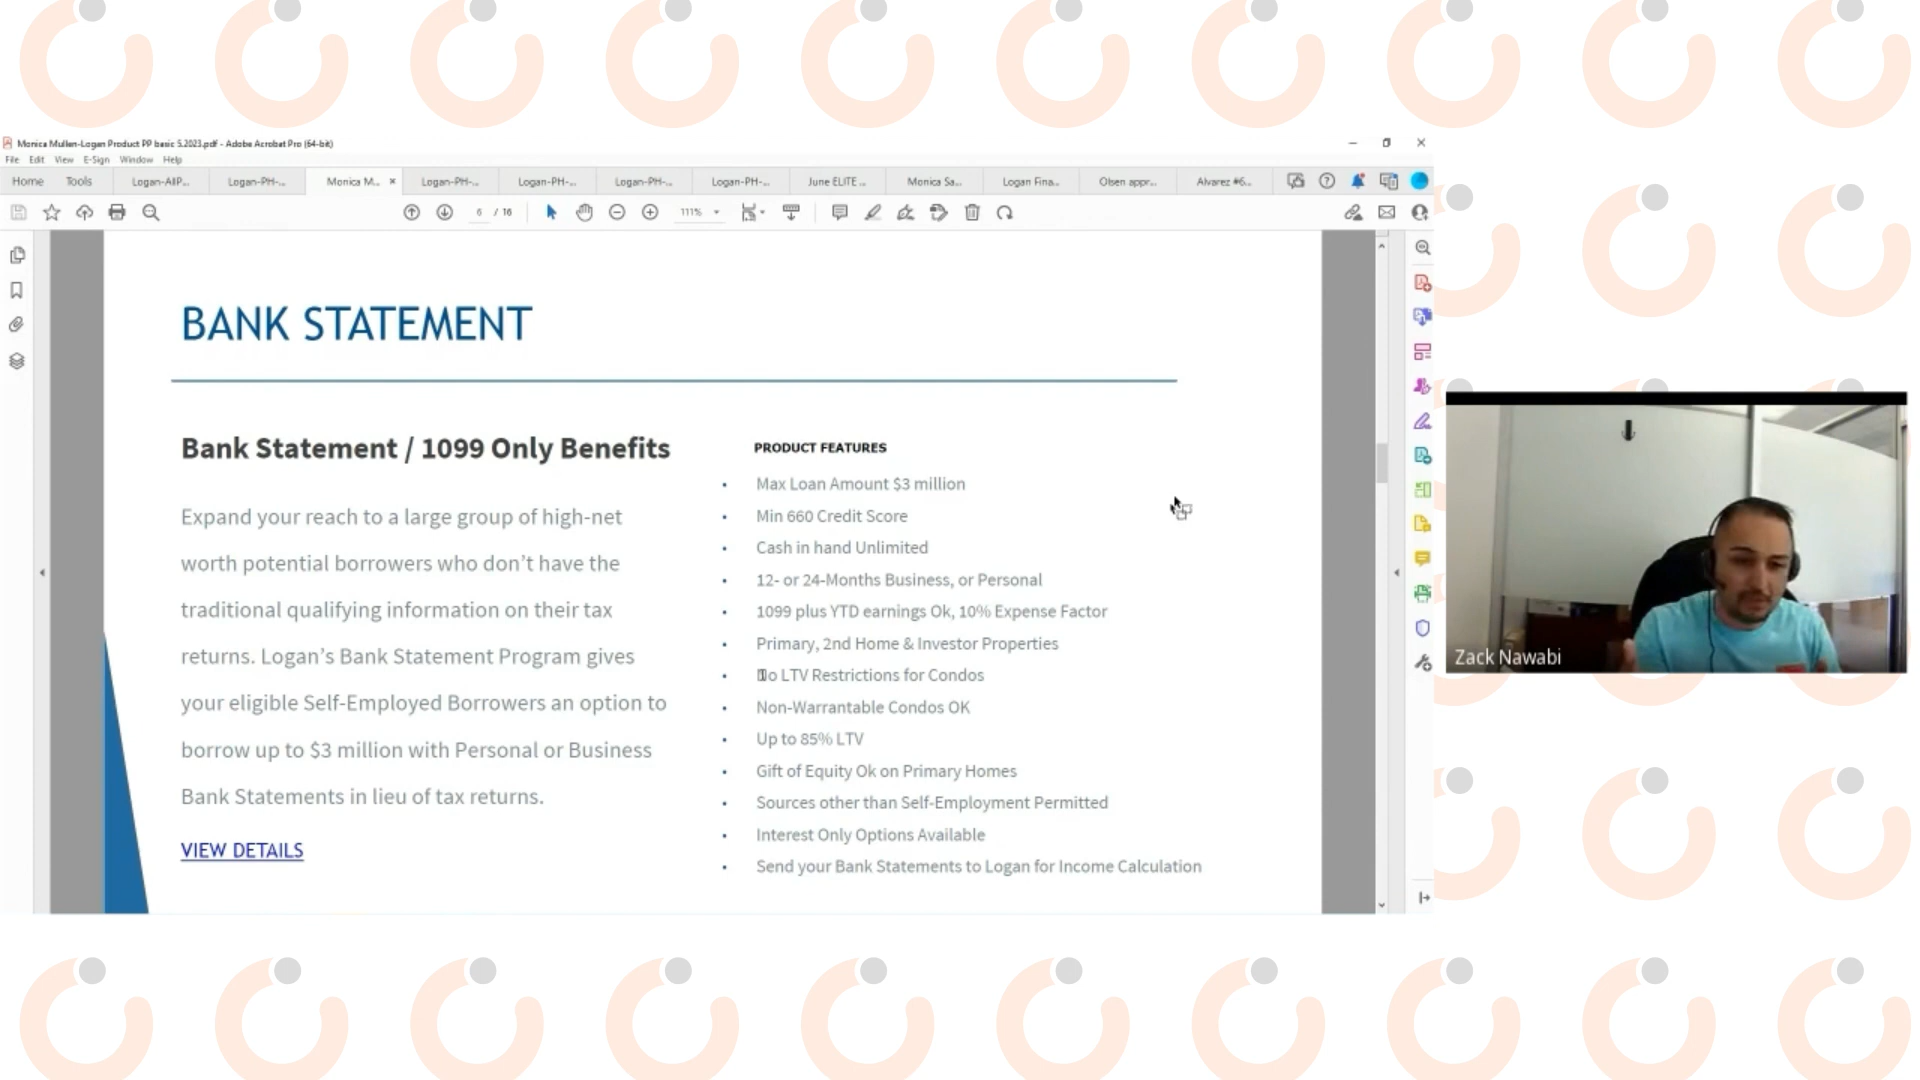 Monica Mullen-Logan Product PP basic 5.2023.pdf - Adobe Acrobat Pro (64-bit)
File Edit View E-Sign Window Help
Home Tools Logan-AllP... Logan-PH-... Monica M... × Logan-PH-... Logan-PH-... Logan-PH-... Logan-PH-... June ELITE ... Monica Sa... Logan Fina... Olsen appr... Alvarez #6...
6 / 16 111%
BANK STATEMENT
Bank Statement / 1099 Only Benefits
Expand your reach to a large group of high-net
worth potential borrowers who don’t have the
traditional qualifying information on their tax
returns. Logan’s Bank Statement Program gives
your eligible Self-Employed Borrowers an option to
borrow up to $3 million with Personal or Business
Bank Statements in lieu of tax returns.
VIEW DETAILS
PRODUCT FEATURES
• Max Loan Amount $3 million
• Min 660 Credit Score
• Cash in hand Unlimited
• 12- or 24-Months Business, or Personal
• 1099 plus YTD earnings Ok, 10% Expense Factor
• Primary, 2nd Home & Investor Properties
• No LTV Restrictions for Condos
• Non-Warrantable Condos OK
• Up to 85% LTV
• Gift of Equity Ok on Primary Homes
• Sources other than Self-Employment Permitted
• Interest Only Options Available
• Send your Bank Statements to Logan for Income Calculation
Zack Nawabi